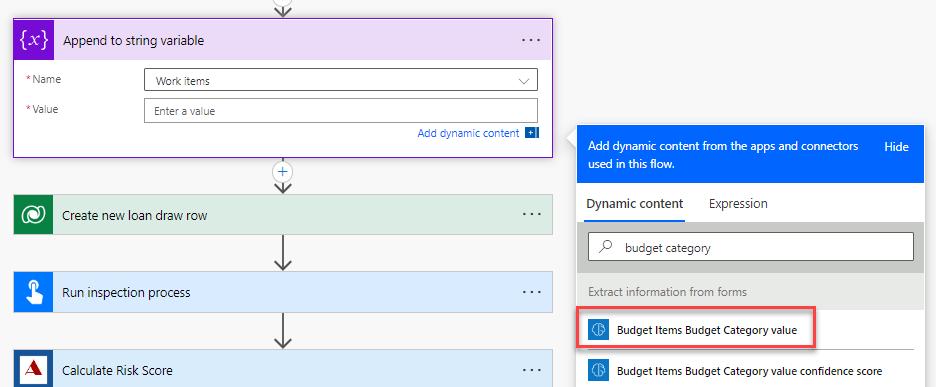 {x} Append to string variable ...
* Name Work items
* Value Enter a value
Add dynamic content
Add dynamic content from the apps and connectors Hide
used in this flow.
Dynamic content Expression
budget category
Extract information from forms
Budget Items Budget Category value
Budget Items Budget Category value confidence score
Create new loan draw row ...
Run inspection process ...
A Calculate Risk Score ...